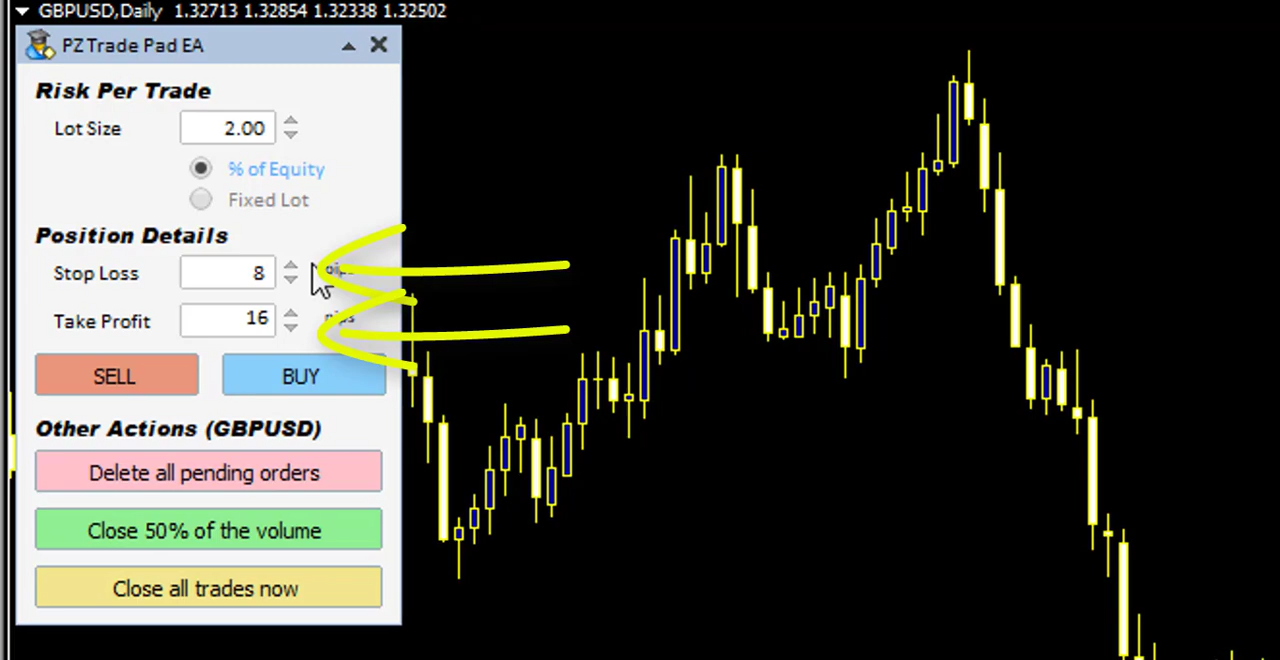 GBPUSD,Daily 1.32713 1.32854 1.32338 1.32502
PZ Trade Pad EA
Risk Per Trade
Lot Size 2.00
% of Equity
Fixed Lot
Position Details
Stop Loss 8 pips
Take Profit 16 pips
SELL BUY
Other Actions (GBPUSD)
Delete all pending orders
Close 50% of the volume
Close all trades now